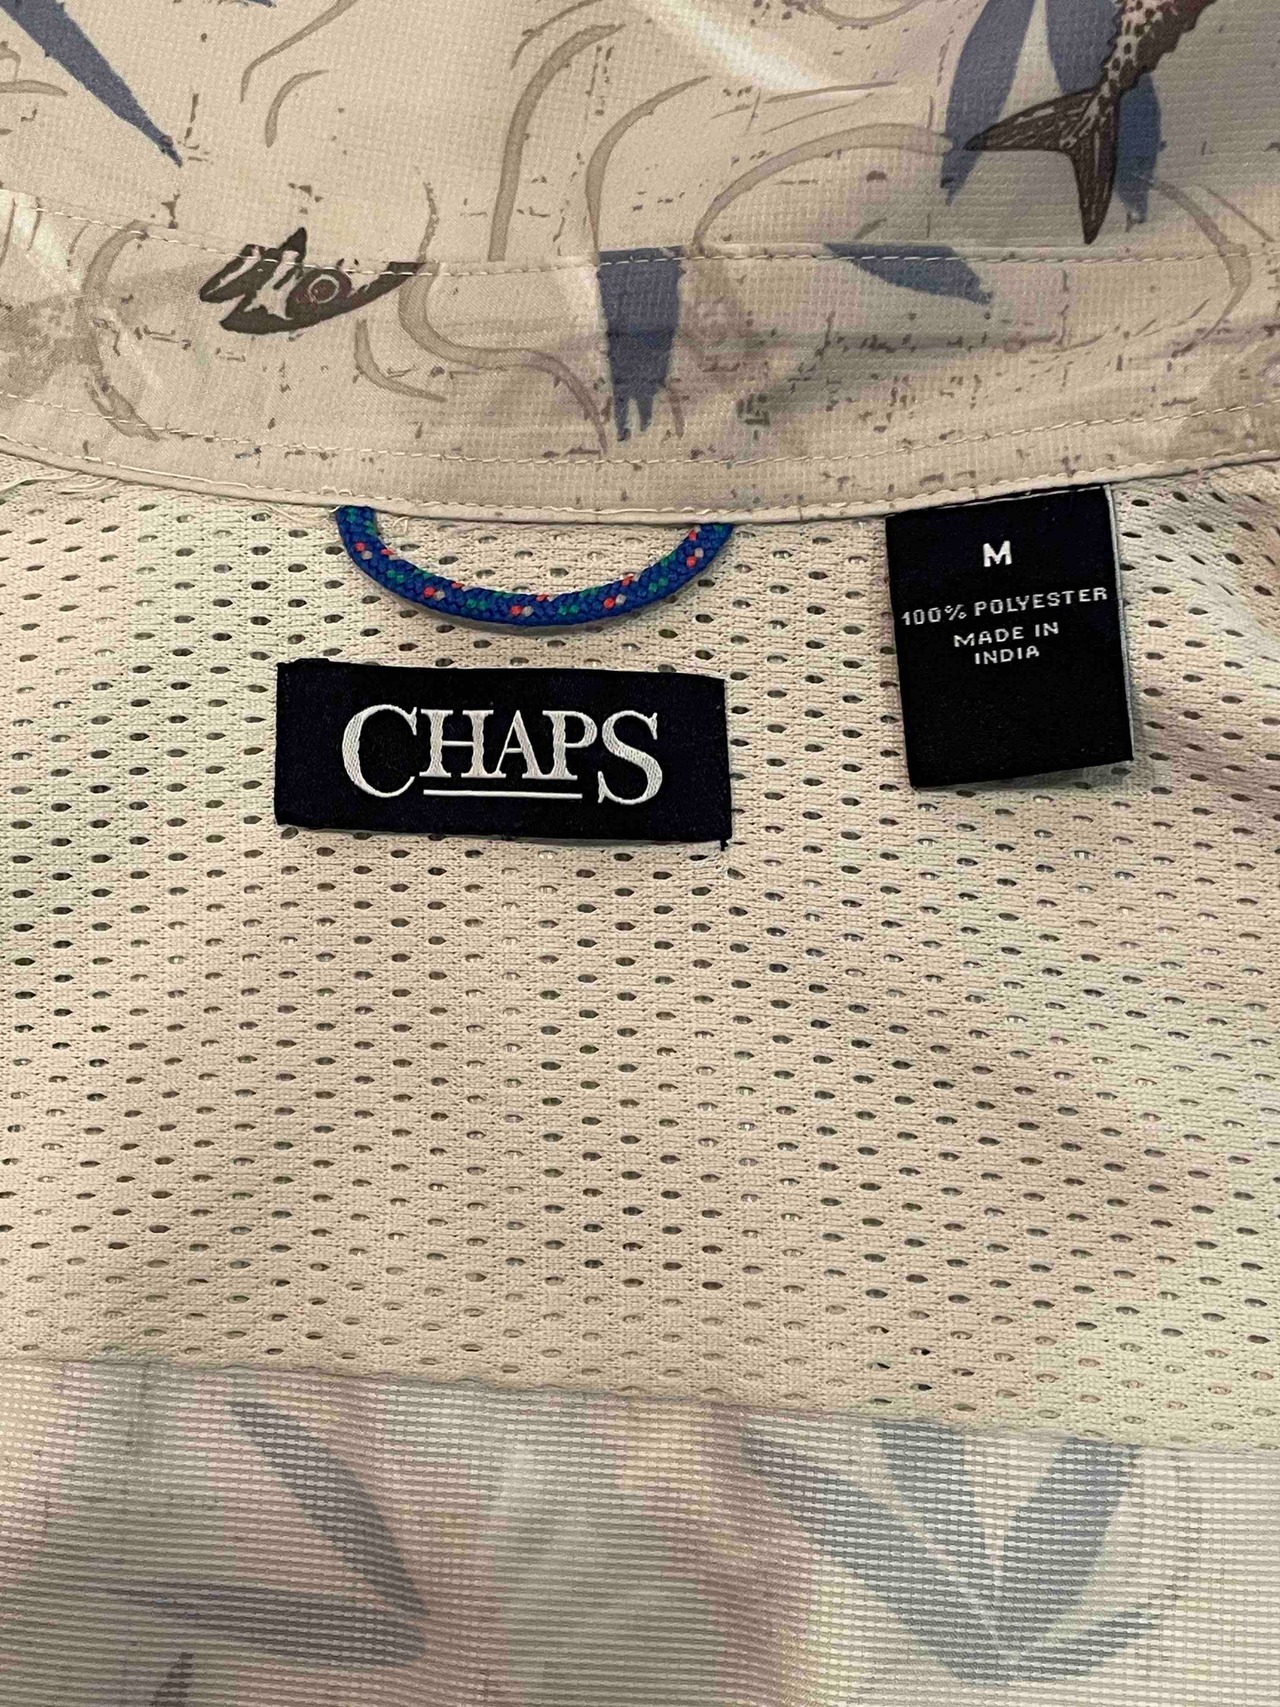 CHAPS
M
100% POLYESTER
MADE IN
INDIA